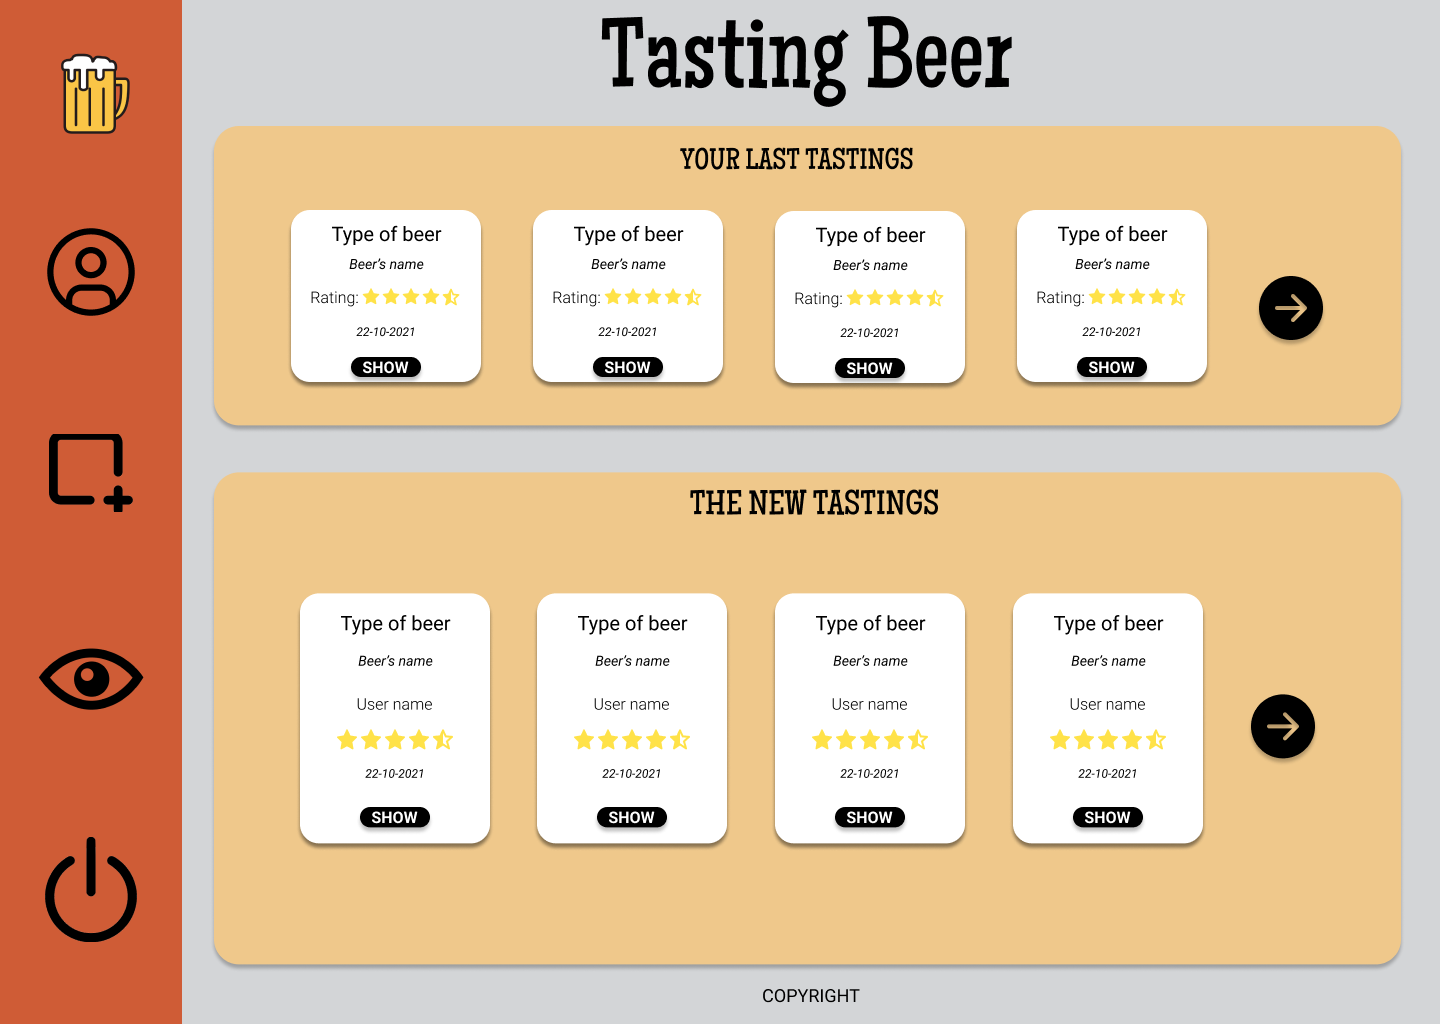 Tasting Beer
YOUR LAST TASTINGS
Type of beer
Beer's name
Rating:
22-10-2021
SHOW
Type of beer
Beer's name
Rating:
22-10-2021
SHOW
Type of beer
Beer's name
Rating:
22-10-2021
SHOW
Type of beer
Beer's name
Rating:
22-10-2021
SHOW
THE NEW TASTINGS
Type of beer
Beer's name
User name
22-10-2021
SHOW
Type of beer
Beer's name
User name
22-10-2021
SHOW
Type of beer
Beer's name
User name
22-10-2021
SHOW
Type of beer
Beer's name
User name
22-10-2021
SHOW
COPYRIGHT